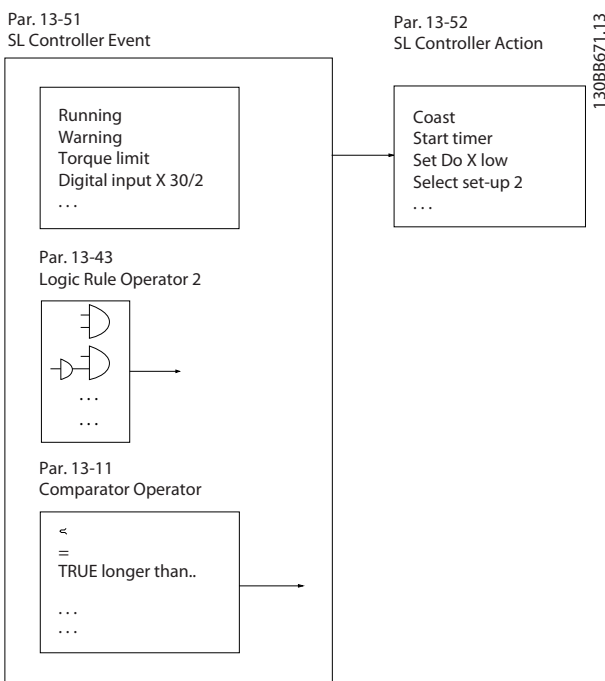 Par. 13-51
SL Controller Event
Par. 13-52
SL Controller Action
130BB671.13
Running
Warning
Torque limit
Digital input X 30/2
. . .
Coast
Start timer
Set Do X low
Select set-up 2
. . .
Par. 13-43
Logic Rule Operator 2
. . .
. . .
Par. 13-11
Comparator Operator
<
=
TRUE longer than..
. . .
. . .